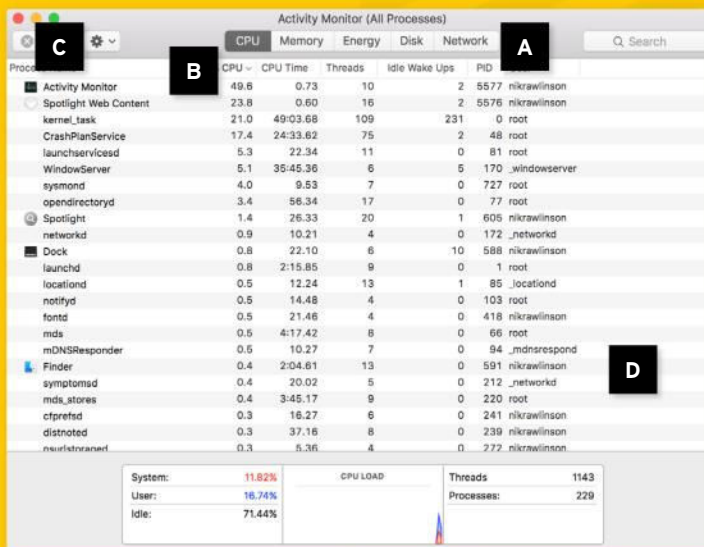 Activity Monitor (All Processes)
C
CPU Memory Energy Disk Network
A
Search
B
CPU CPU Time Threads Idle Wake Ups PID
Activity Monitor 49.6 0.73 10 2 5577 nikrawlinson
Spotlight Web Content 23.8 0.60 16 2 5576 nikrawlinson
kernel_task 21.0 49:03.68 109 231 0 root
CrashPlanService 17.4 24:33.62 75 2 48 root
launchservicesd 5.3 22.34 11 0 81 root
WindowServer 5.1 35:45.36 6 5 170 _windowserver
sysmond 4.0 9.53 7 0 727 root
opendirectoryd 3.4 56.34 17 0 77 root
Spotlight 1.4 26.33 20 1 605 nikrawlinson
networkd 0.9 10.21 4 0 172 _networkd
Dock 0.8 22.10 6 10 588 nikrawlinson
launchd 0.8 2:15.85 9 0 1 root
locationd 0.5 12.24 13 1 85 _locationd
notifyd 0.5 14.48 4 0 103 root
fontd 0.5 21.46 4 0 418 nikrawlinson
mds 0.5 4:17.42 8 0 66 root
mDNSResponder 0.5 10.27 7 0 94 _mdnsrespond
Finder 0.4 2:04.61 13 0 591 nikrawlinson
D
symptomsd 0.4 20.02 5 0 212 _networkd
mds_stores 0.4 3:45.17 9 0 220 root
cfprefsd 0.3 16.27 6 0 241 nikrawlinson
distnoted 0.3 37.16 8 0 239 nikrawlinson
nsurlstoraged 0.3 5.36 4 0 272 nikrawlinson
System: 11.82% CPU LOAD Threads 1143
User: 16.74% Processes: 229
Idle: 71.44%